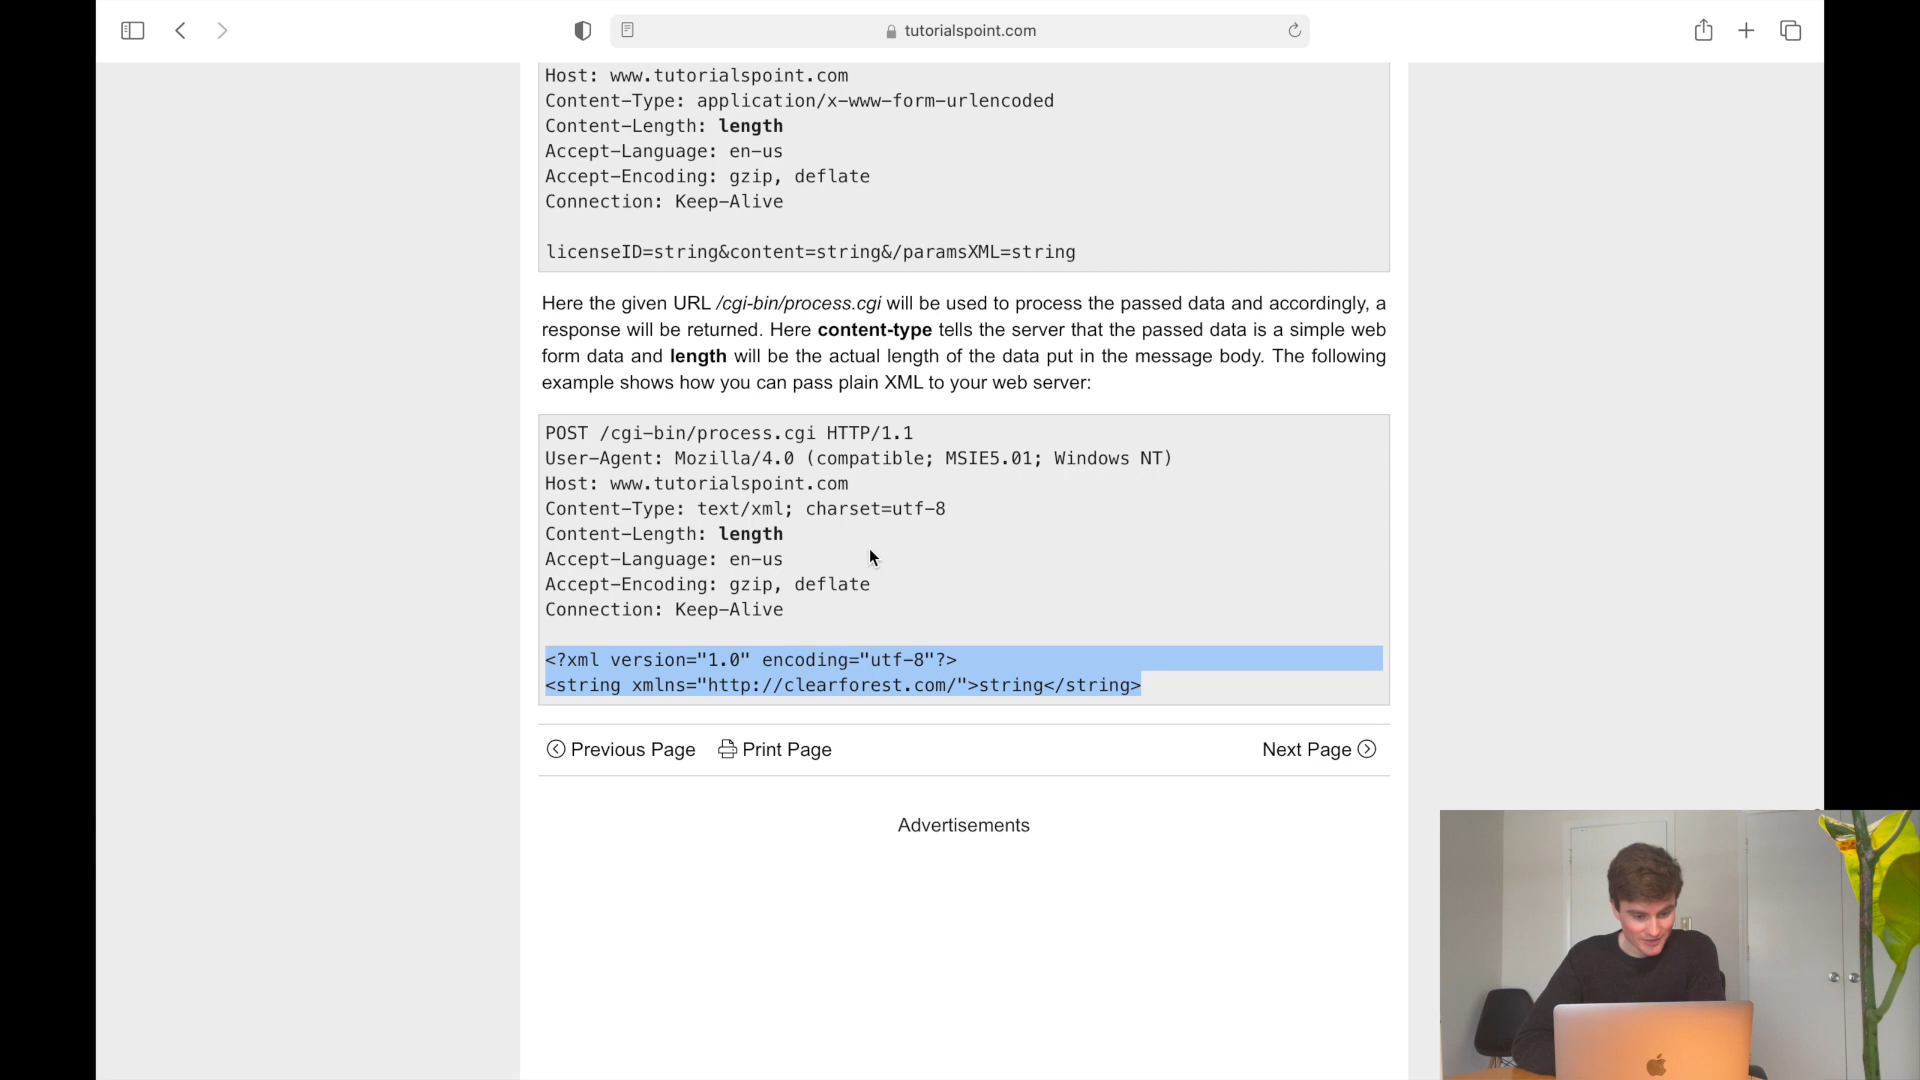 tutorialspoint.com
Host: www.tutorialspoint.com
Content-Type: application/x-www-form-urlencoded
Content-Length: length
Accept-Language: en-us
Accept-Encoding: gzip, deflate
Connection: Keep-Alive
licenseID=string&content=string&/paramsXML=string
Here the given URL /cgi-bin/process.cgi will be used to process the passed data and accordingly, a
response will be returned. Here content-type tells the server that the passed data is a simple web
form data and length will be the actual length of the data put in the message body. The following
example shows how you can pass plain XML to your web server:
POST /cgi-bin/process.cgi HTTP/1.1
User-Agent: Mozilla/4.0 (compatible; MSIE5.01; Windows NT)
Host: www.tutorialspoint.com
Content-Type: text/xml; charset=utf-8
Content-Length: length
Accept-Language: en-us
Accept-Encoding: gzip, deflate
Connection: Keep-Alive
<?xml version="1.0" encoding="utf-8"?>
<string xmlns="http://clearforest.com/">string</string>
Previous Page Print Page Next Page
Advertisements